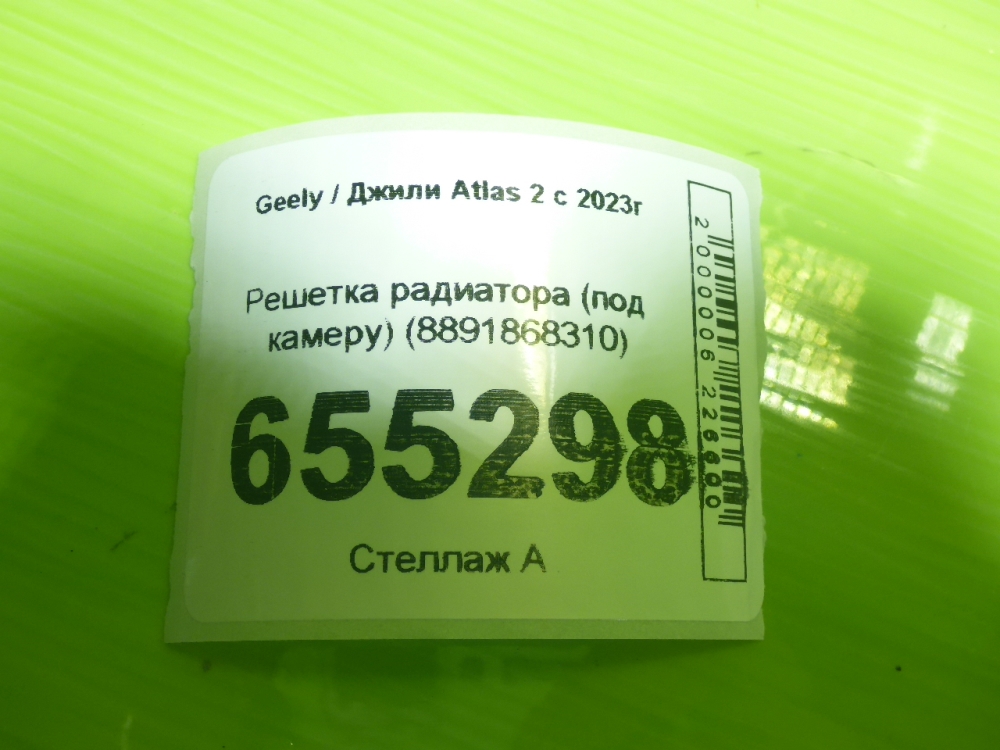 Geely / Джили Atlas 2 с 2023г
Решетка радиатора (под
камеру) (8891868310)
655298
Стеллаж А
2000006226600